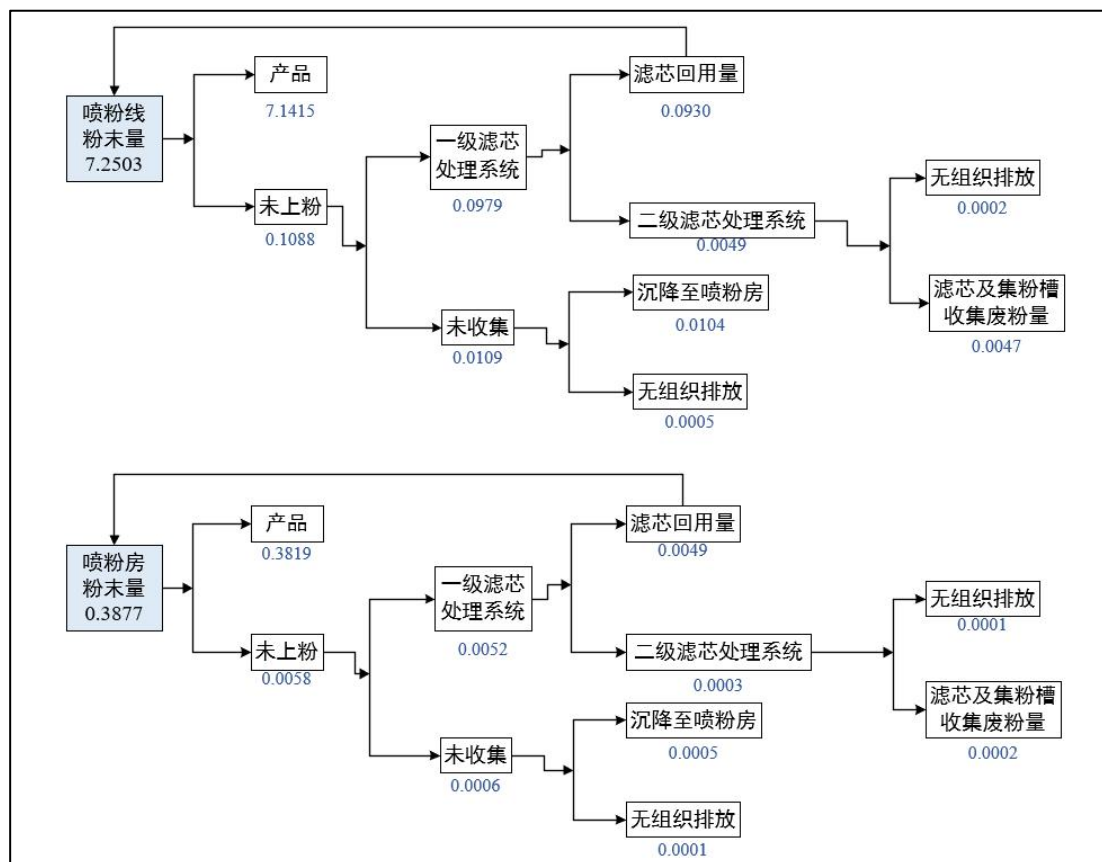 喷粉线
粉末量
7.2503
产品
7.1415
未上粉
0.1088
一级滤芯
处理系统
0.0979
未收集
0.0109
滤芯回用量
0.0930
二级滤芯处理系统
0.0049
沉降至喷粉房
0.0104
无组织排放
0.0005
无组织排放
0.0002
滤芯及集粉槽
收集废粉量
0.0047
喷粉房
粉末量
0.3877
产品
0.3819
未上粉
0.0058
一级滤芯
处理系统
0.0052
未收集
0.0006
滤芯回用量
0.0049
二级滤芯处理系统
0.0003
沉降至喷粉房
0.0005
无组织排放
0.0001
无组织排放
0.0001
滤芯及集粉槽
收集废粉量
0.0002